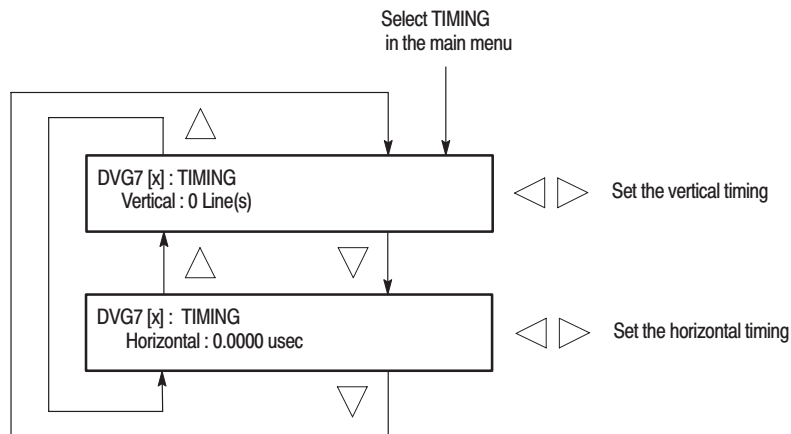 Select TIMING
in the main menu
DVG7 [x] : TIMING
Vertical : 0 Line(s)
Set the vertical timing
DVG7 [x] : TIMING
Horizontal : 0.0000 usec
Set the horizontal timing